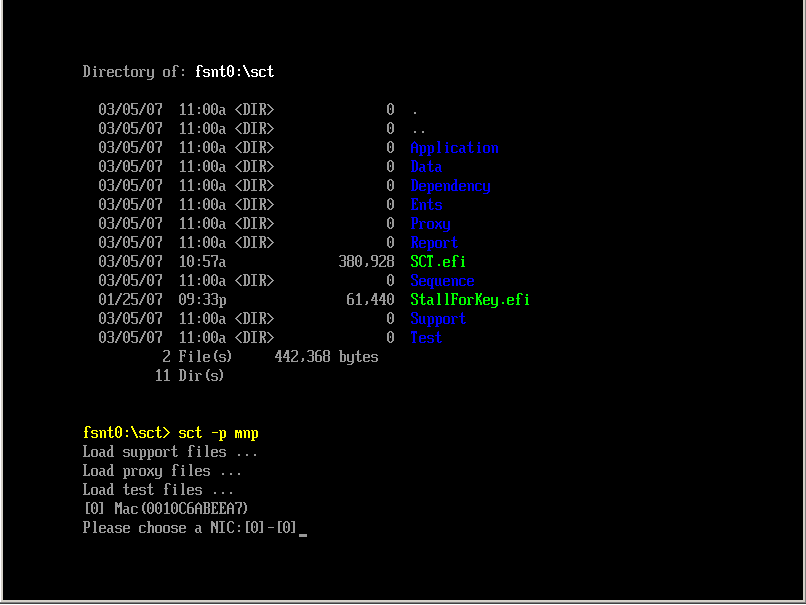 Directory of: fsnt0:\sct
03/05/07 11:00a <DIR> 0 .
03/05/07 11:00a <DIR> 0 ..
03/05/07 11:00a <DIR> 0 Application
03/05/07 11:00a <DIR> 0 Data
03/05/07 11:00a <DIR> 0 Dependency
03/05/07 11:00a <DIR> 0 Ents
03/05/07 11:00a <DIR> 0 Proxy
03/05/07 11:00a <DIR> 0 Report
03/05/07 10:57a 380,928 SCT.efi
03/05/07 11:00a <DIR> 0 Sequence
01/25/07 09:33p 61,440 StallForKey.efi
03/05/07 11:00a <DIR> 0 Support
03/05/07 11:00a <DIR> 0 Test
2 File(s) 442,368 bytes
11 Dir(s)
fsnt0:\sct> sct -p mnp
Load support files ...
Load proxy files ...
Load test files ...
[0] Mac(0010C6ABEEA7)
Please choose a NIC:[0]-[0]_